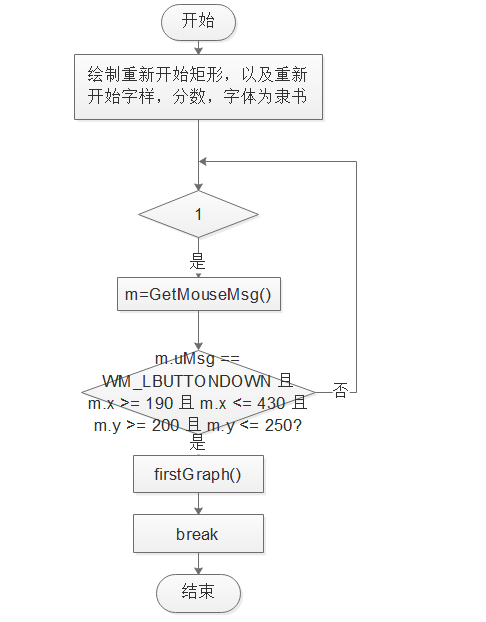 开始
绘制重新开始矩形，以及重新
开始字样，分数，字体为隶书
1
是
m=GetMouseMsg()
m.uMsg ==
WM_LBUTTONDOWN 且
m.x >= 190 且 m.x <= 430 且
m.y >= 200 且 m.y <= 250?
否
是
firstGraph()
break
结束